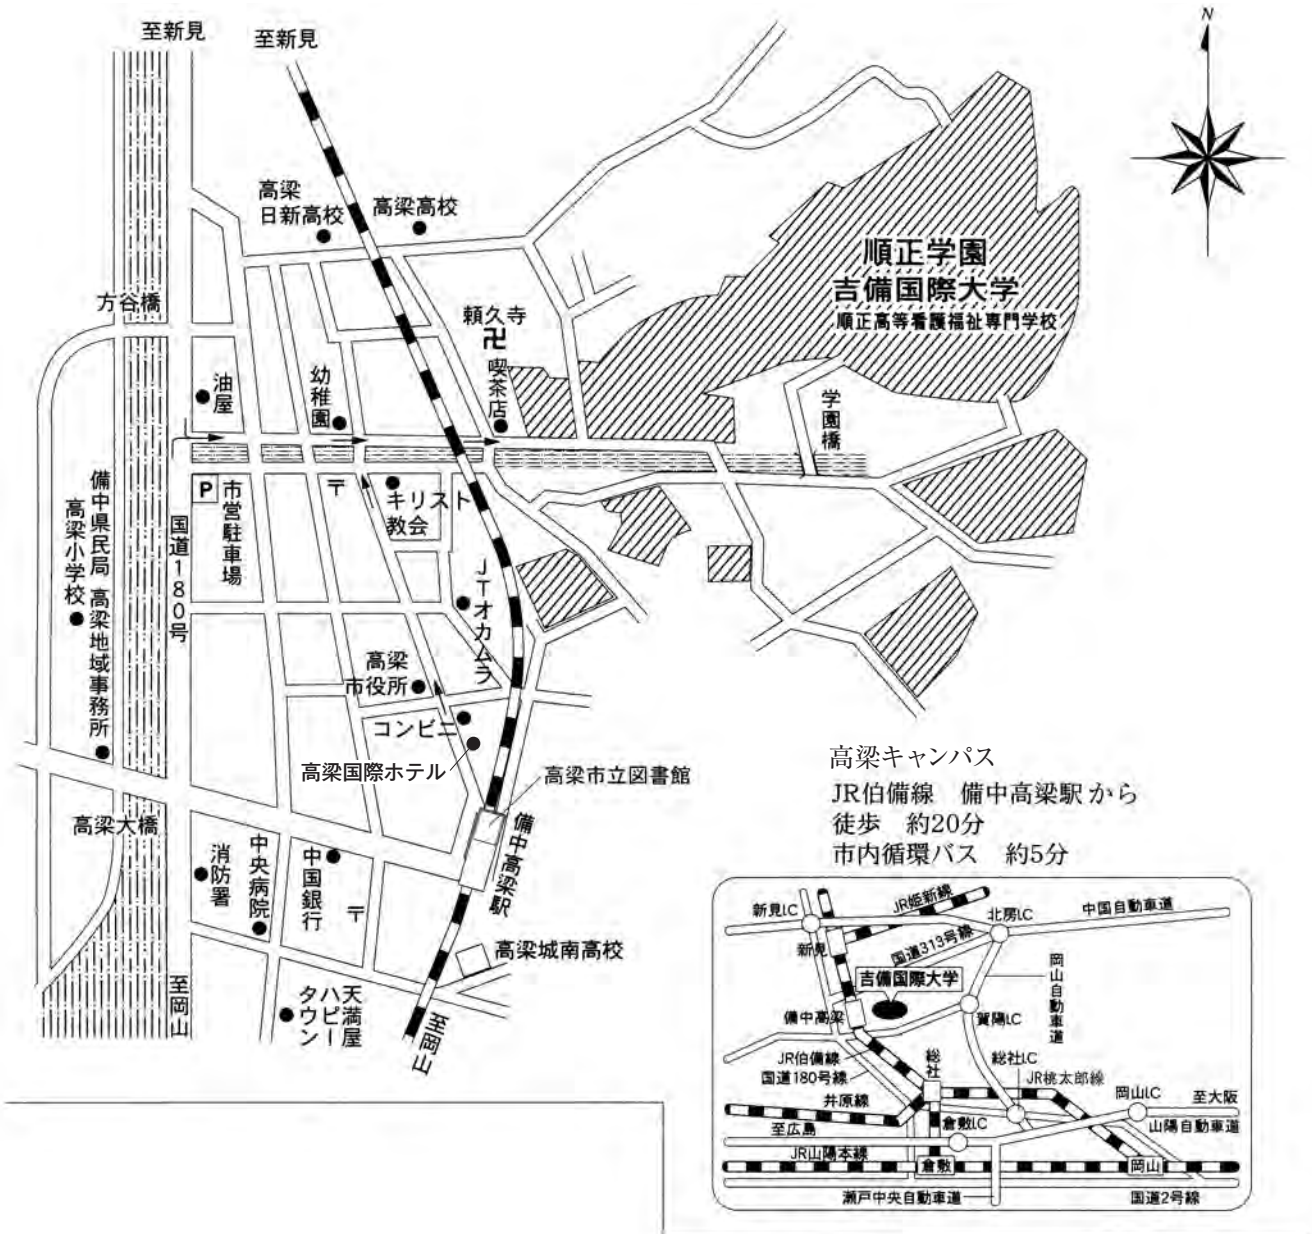 至新見
至新見
N
高梁
日新高校
高梁高校
順正学園
吉備国際大学
順正高等看護福祉専門学校
方谷橋
頼久寺
卍
喫茶店
油屋
幼稚園
学園橋
P
市営駐車場
〒
キリスト
教会
国道180号
備中県民局 高梁地域事務所
高梁小学校
JTオカムラ
高梁
市役所
コンビニ
高梁国際ホテル
高梁市立図書館
備中高梁駅
高梁大橋
消防署
中央病院
中国銀行
〒
高梁城南高校
至岡山
天満屋
ハピー
タウン
至岡山
高梁キャンパス
JR伯備線 備中高梁駅から
徒歩 約20分
市内循環バス 約5分
新見I.C
JR姫新線
北房I.C
中国自動車道
新見
国道313号線
岡山自動車道
吉備国際大学
備中高梁
賀陽I.C
JR伯備線
国道180号線
総社
総社I.C
JR桃太郎線
井原線
岡山I.C
至大阪
至広島
倉敷I.C
山陽自動車道
JR山陽本線
倉敷
岡山
瀬戸中央自動車道
国道2号線